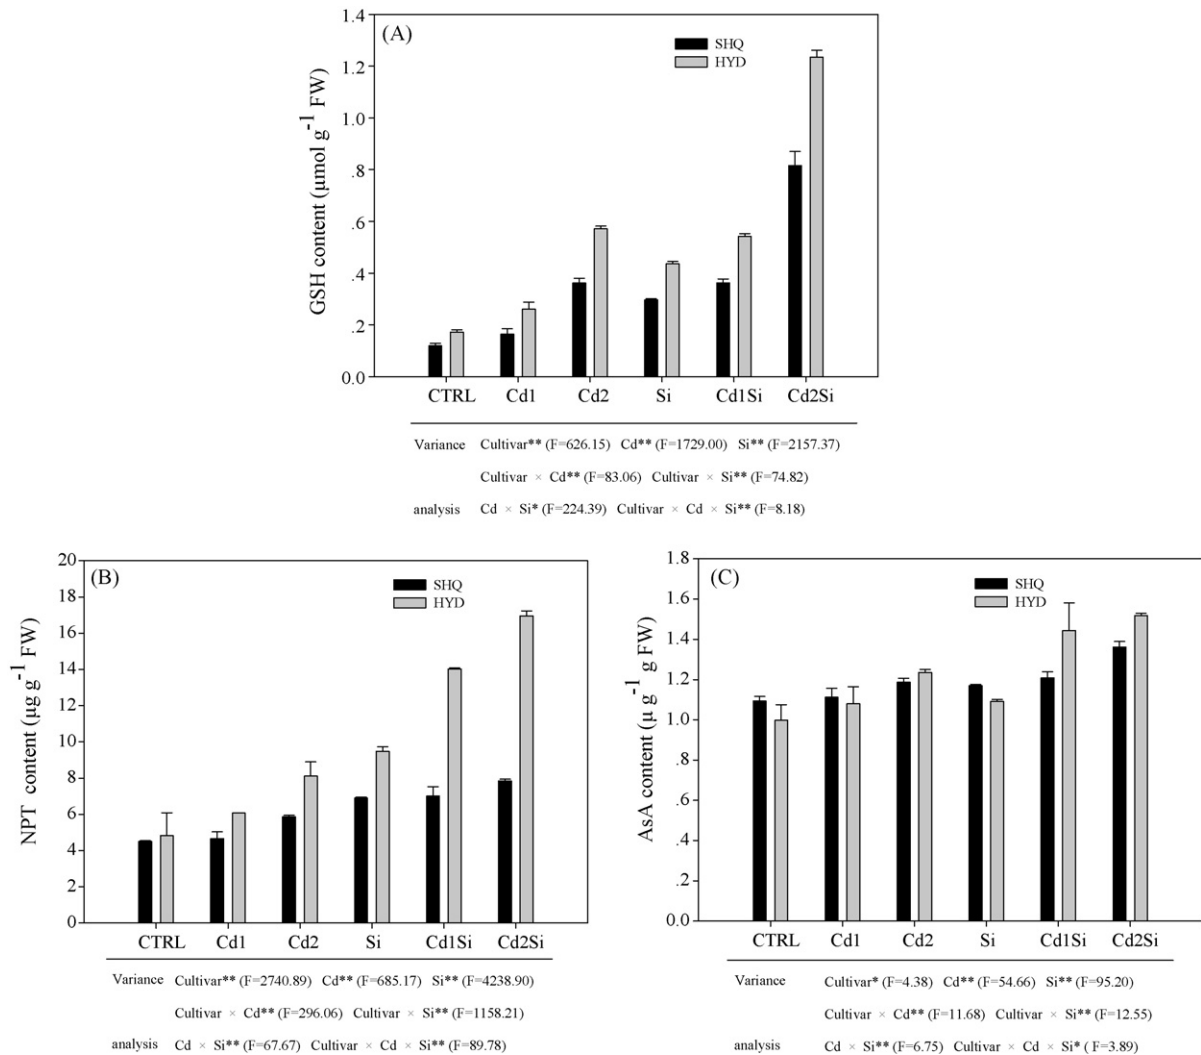 (A)
SHQ
HYD
GSH content (μmol g-1 FW)
1.4
1.2
1.0
.8
.6
.4
.2
0.0
CTRL Cd1 Cd2 Si Cd1Si Cd2Si
Variance Cultivar** (F=626.15) Cd** (F=1729.00) Si** (F=2157.37)
Cultivar × Cd** (F=83.06) Cultivar × Si** (F=74.82)
analysis Cd × Si* (F=224.39) Cultivar × Cd × Si** (F=8.18)
(B)
SHQ
HYD
NPT content (μg g-1 FW)
20
18
16
14
12
10
8
6
4
2
0
CTRL Cd1 Cd2 Si Cd1Si Cd2Si
Variance Cultivar** (F=2740.89) Cd** (F=685.17) Si** (F=4238.90)
Cultivar × Cd** (F=296.06) Cultivar × Si** (F=1158.21)
analysis Cd × Si** (F=67.67) Cultivar × Cd × Si** (F=89.78)
(C)
SHQ
HYD
AsA content (μ g-1 g FW)
1.8
1.6
1.4
1.2
1.0
.8
.6
.4
.2
0.0
CTRL Cd1 Cd2 Si Cd1Si Cd2Si
Variance Cultivar* (F=4.38) Cd** (F=54.66) Si** (F=95.20)
Cultivar × Cd** (F=11.68) Cultivar × Si** (F=12.55)
analysis Cd × Si** (F=6.75) Cultivar × Cd × Si* ( F=3.89)